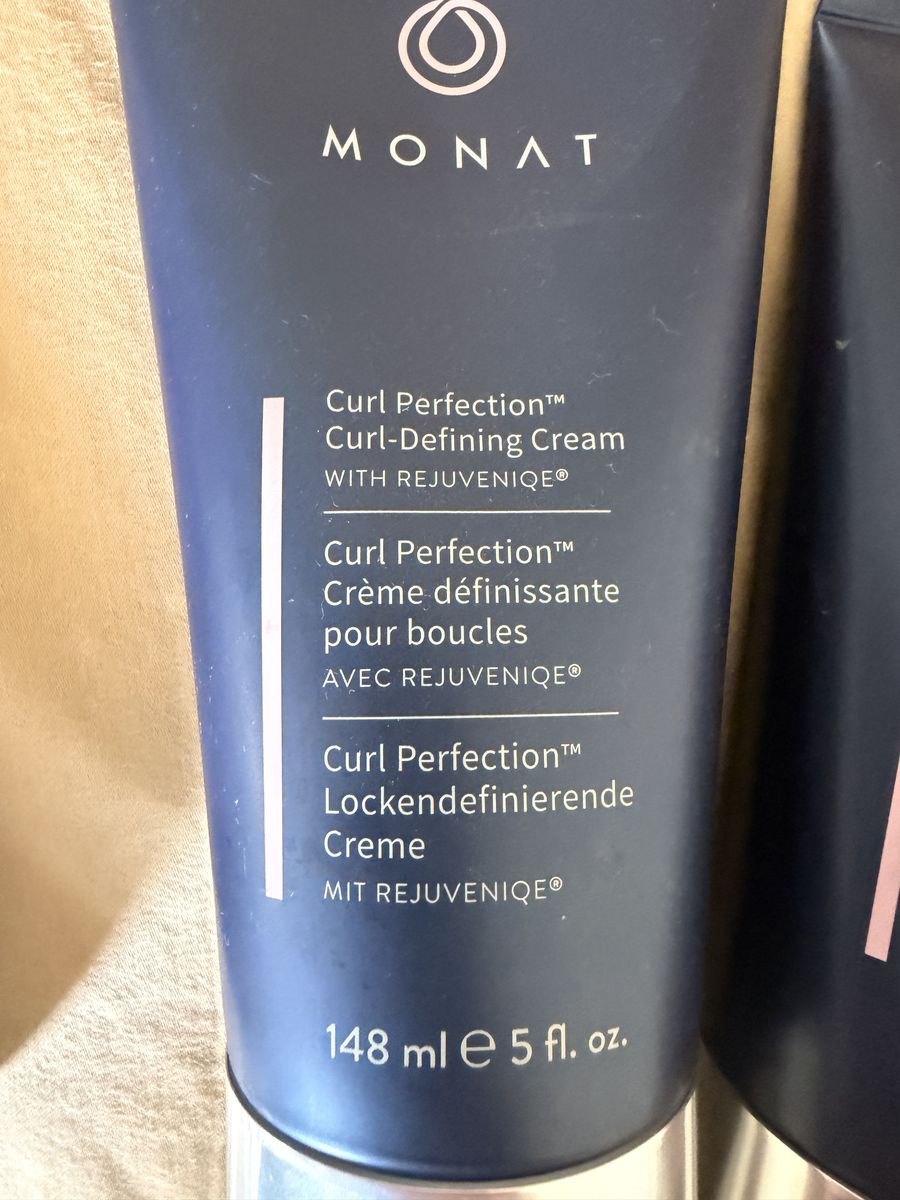 MONAT
Curl Perfection™
Curl-Defining Cream
WITH REJUVENIQE®
Curl Perfection™
Crème définissante
pour boucles
AVEC REJUVENIQE®
Curl Perfection™
Lockendefinierende
Creme
MIT REJUVENIQE®
148 ml ℮ 5 fl. oz.